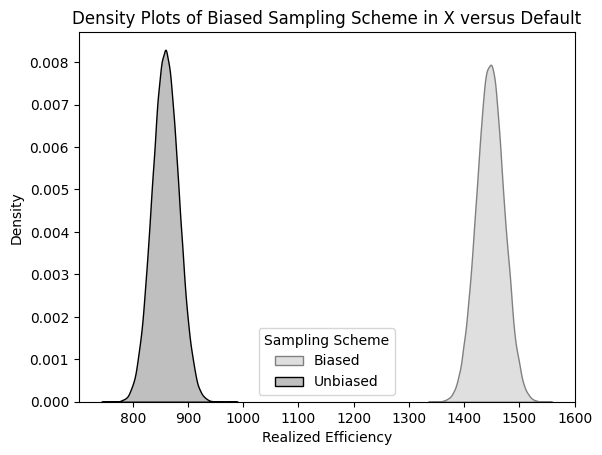 Density Plots of Biased Sampling Scheme in X versus Default
0.008
0.007
0.006
0.005
0.004
0.003
0.002
0.001
0.000
Density
Sampling Scheme
Biased
Unbiased
800 900 1000 1100 1200 1300 1400 1500 1600
Realized Efficiency